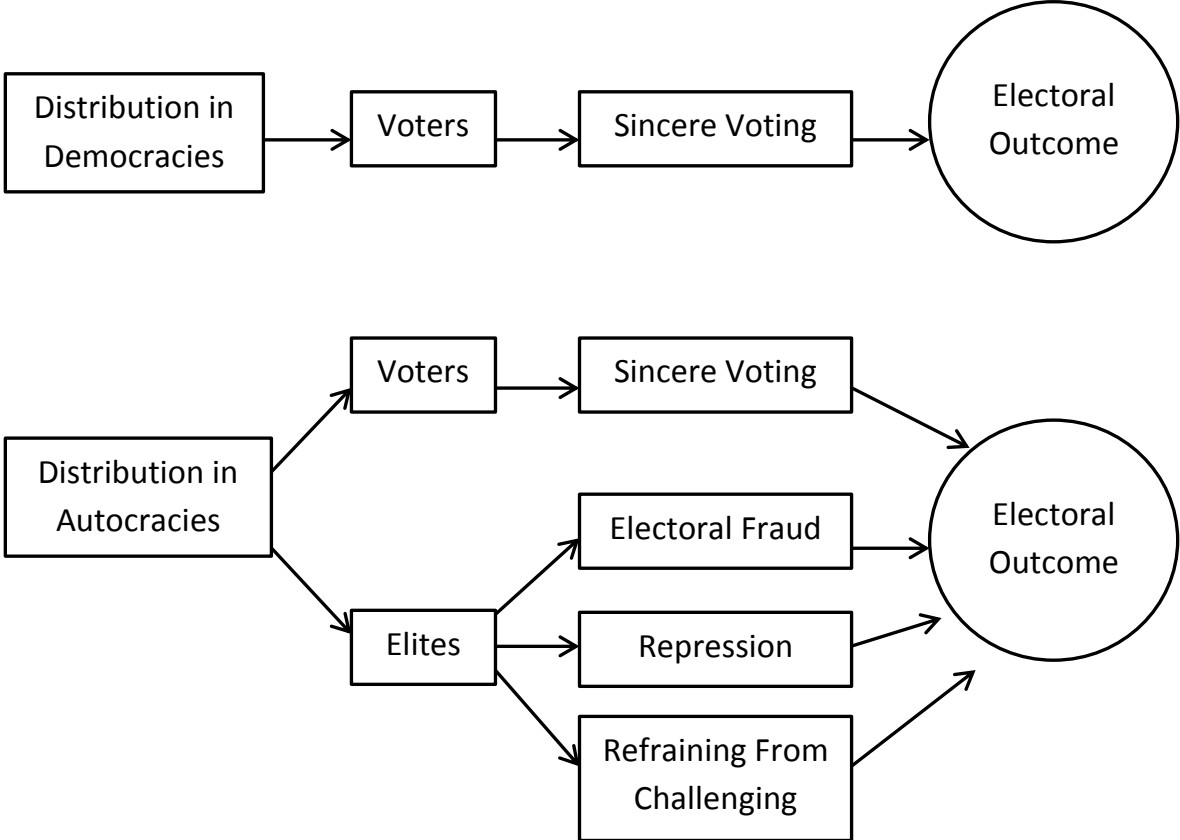 Distribution in
Democracies
Voters
Sincere Voting
Electoral
Outcome
Distribution in
Autocracies
Voters
Sincere Voting
Elites
Electoral Fraud
Repression
Refraining From
Challenging
Electoral
Outcome